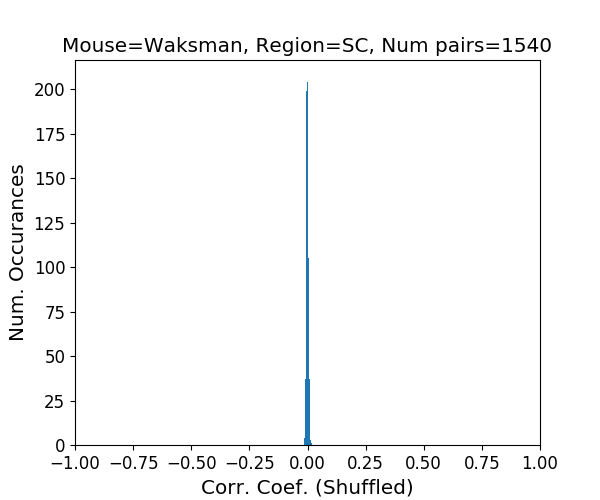 Mouse=Waksman, Region=SC, Num pairs=1540
Num. Occurances
200
175
150
125
100
75
50
25
0
−1.00 −0.75 −0.50 −0.25 0.00 0.25 0.50 0.75 1.00
Corr. Coef. (Shuffled)